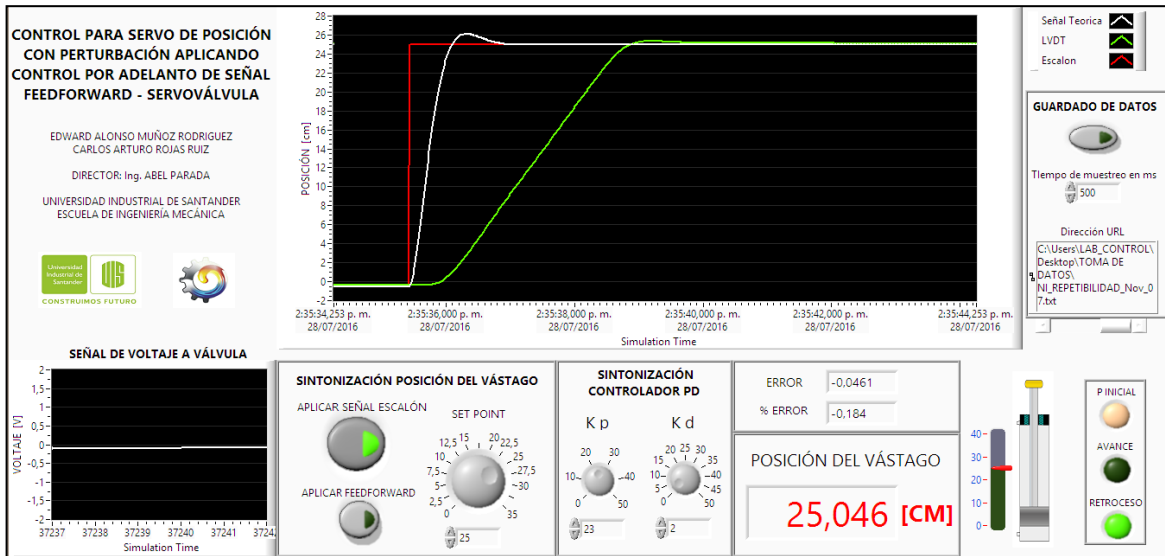 CONTROL PARA SERVO DE POSICIÓN
CON PERTURBACIÓN APLICANDO
CONTROL POR ADELANTO DE SEÑAL
FEEDFORWARD - SERVOVÁLVULA
EDWARD ALONSO MUÑOZ RODRIGUEZ
CARLOS ARTURO ROJAS RUIZ
DIRECTOR: Ing. ABEL PARADA
UNIVERSIDAD INDUSTRIAL DE SANTANDER
ESCUELA DE INGENIERÍA MECÁNICA
Universidad
Industrial de
Santander
UIS
CONSTRUIMOS FUTURO
POSICIÓN [cm]
28
26
24
22
20
18
16
14
12
10
8
6
4
2
0
-2
2:35:34,253 p. m. 2:35:36,000 p. m. 2:35:38,000 p. m. 2:35:40,000 p. m. 2:35:42,000 p. m. 2:35:44,253 p. m.
28/07/2016 28/07/2016 28/07/2016 28/07/2016 28/07/2016 28/07/2016
Simulation Time
Señal Teorica
LVDT
Escalon
GUARDADO DE DATOS
TIempo de muestreo en ms
500
Dirección URL
C:\Users\LAB_CONTROL\
Desktop\TOMA DE
DATOS\
NI_REPETIBILIDAD_Nov_0
7.txt
SEÑAL DE VOLTAJE A VÁLVULA
VOLTAJE [V]
2
1,5
1
0,5
0
-0,5
-1
-1,5
-2
37237 37238 37239 37240 37241 37242
Simulation Time
SINTONIZACIÓN POSICIÓN DEL VÁSTAGO
APLICAR SEÑAL ESCALÓN
APLICAR FEEDFORWARD
SET POINT
0 2,5 5 7,5 10 12,5 15 20 22,5 25 27,5 30 35
25
SINTONIZACIÓN
CONTROLADOR PD
K p
0 10 20 30 40 50
23
K d
0 5 10 15 20 25 30 35 40 50
2
ERROR
-0,0461
% ERROR
-0,184
POSICIÓN DEL VÁSTAGO
25,046 [CM]
40
30
20
10
0
P INICIAL
AVANCE
RETROCESO